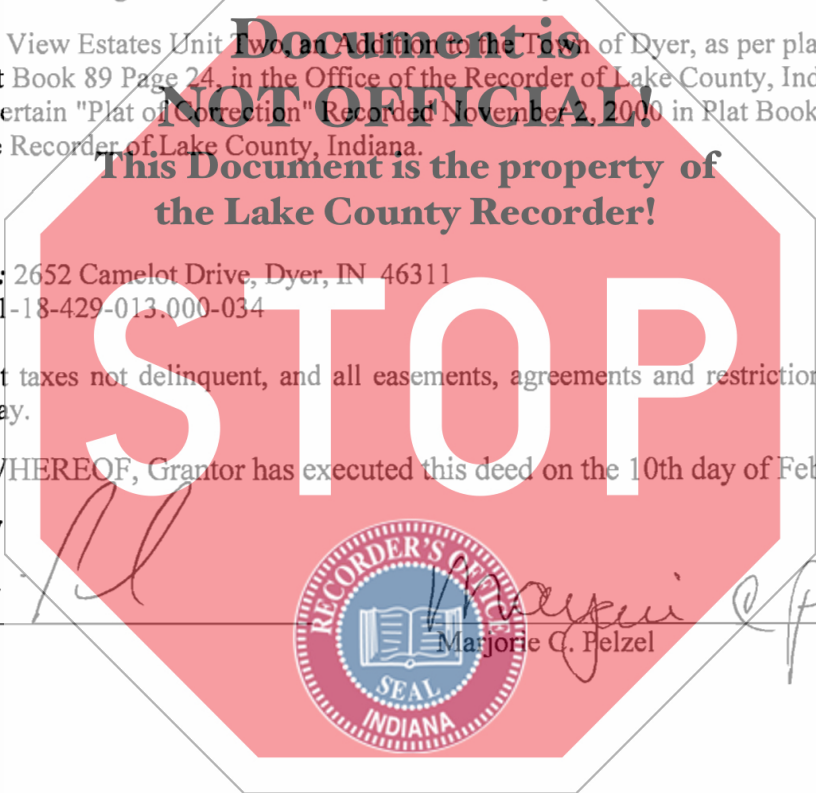 Document is
View Estates Unit Two, an Addition to the Town of Dyer, as per pla
t Book 89 Page 24, in the Office of the Recorder of Lake County, Ind
NOT OFFICIAL!
ertain "Plat of Correction" Recorded November 2, 2000 in Plat Book
e Recorder of Lake County, Indiana.
This Document is the property of
the Lake County Recorder!
: 2652 Camelot Drive, Dyer, IN 46311
1-18-429-013.000-034
STOP
t taxes not delinquent, and all easements, agreements and restriction
ay.
WHEREOF, Grantor has executed this deed on the 10th day of Feb
RECORDER'S OFFICE
Marjorie C. Pelzel
SEAL
INDIANA